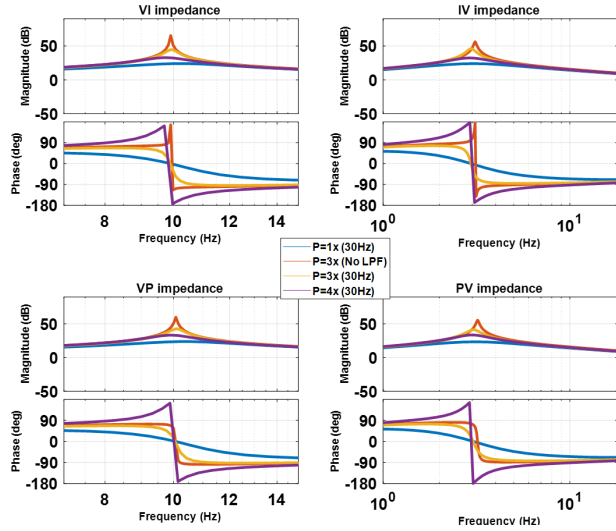 VI impedance
Magnitude (dB)
50
0
-50
Phase (deg)
90
0
-90
-180
8
10
12
14
Frequency (Hz)
IV impedance
Magnitude (dB)
50
0
-50
Phase (deg)
90
0
-90
-180
10^0
10^1
Frequency (Hz)
P=1x (30Hz)
P=3x (No LPF)
P=3x (30Hz)
P=4x (30Hz)
VP impedance
Magnitude (dB)
50
0
-50
Phase (deg)
90
0
-90
-180
8
10
12
14
Frequency (Hz)
PV impedance
Magnitude (dB)
50
0
-50
Phase (deg)
90
0
-90
-180
10^0
10^1
Frequency (Hz)